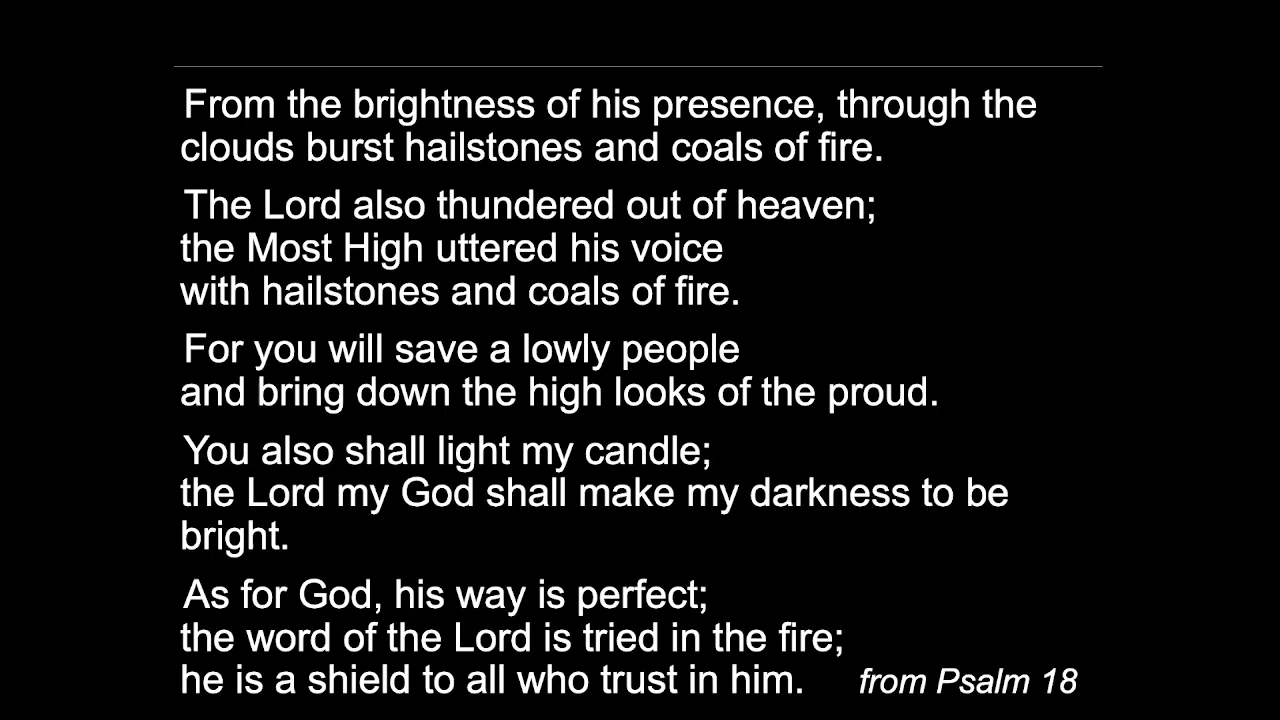 From the brightness of his presence, through the
clouds burst hailstones and coals of fire.
The Lord also thundered out of heaven;
the Most High uttered his voice
with hailstones and coals of fire.
For you will save a lowly people
and bring down the high looks of the proud.
You also shall light my candle;
the Lord my God shall make my darkness to be
bright.
As for God, his way is perfect;
the word of the Lord is tried in the fire;
he is a shield to all who trust in him. from Psalm 18